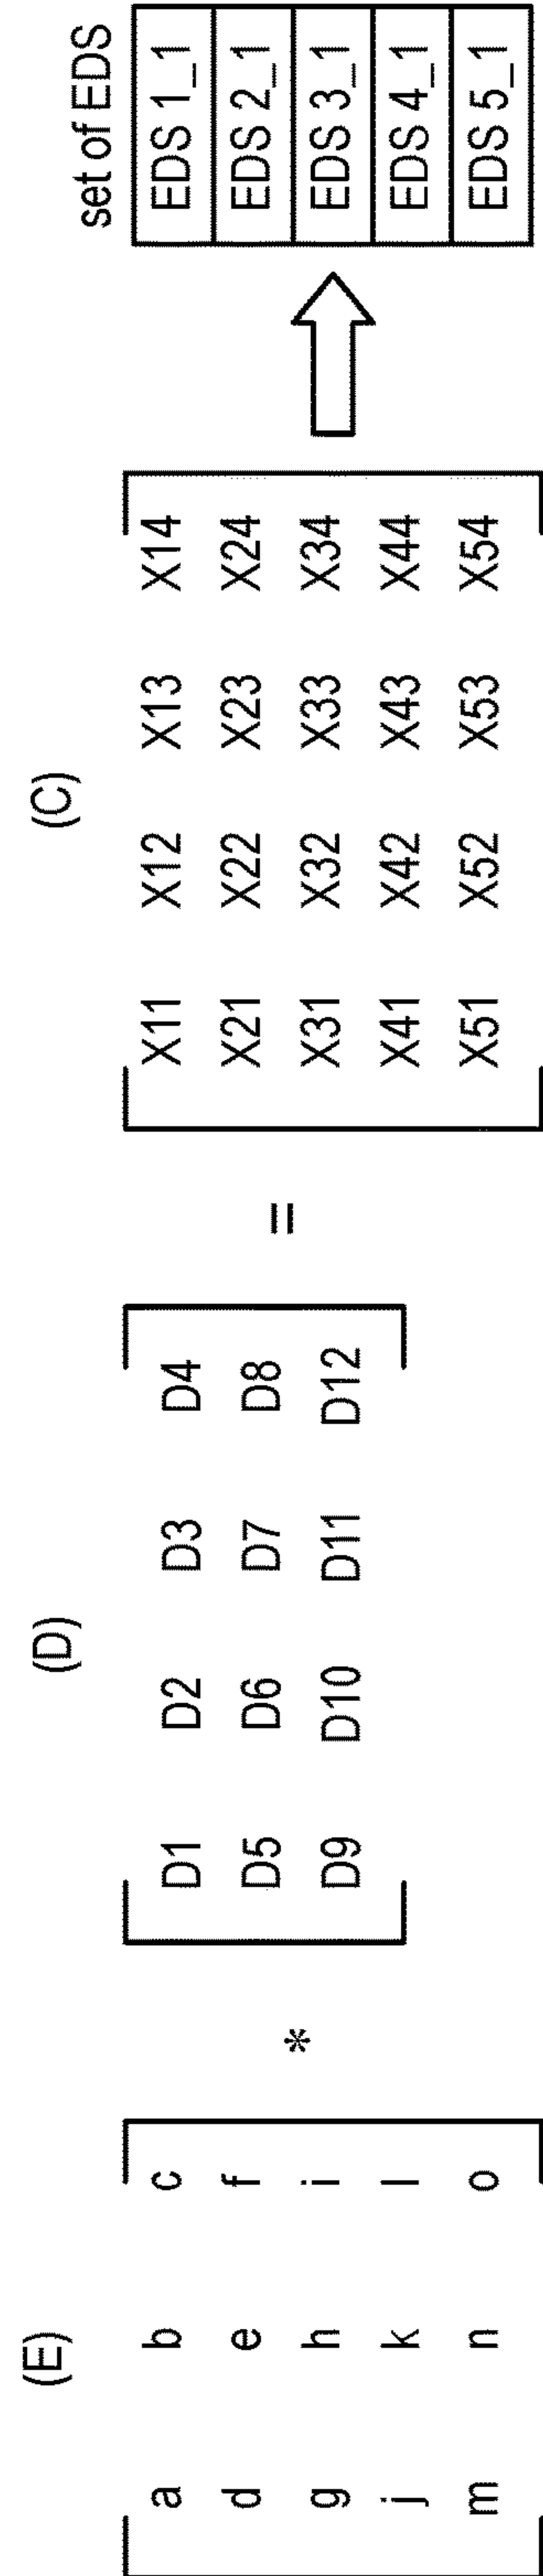 (E) (D) (C) set of EDS
a b c * D1 D2 D3 D4 = X11 X12 X13 X14 EDS 1_1
d e f D5 D6 D7 D8 X21 X22 X23 X24 EDS 2_1
g h i D9 D10 D11 D12 X31 X32 X33 X34 EDS 3_1
j k l X41 X42 X43 X44 EDS 4_1
m n o X51 X52 X53 X54 EDS 5_1